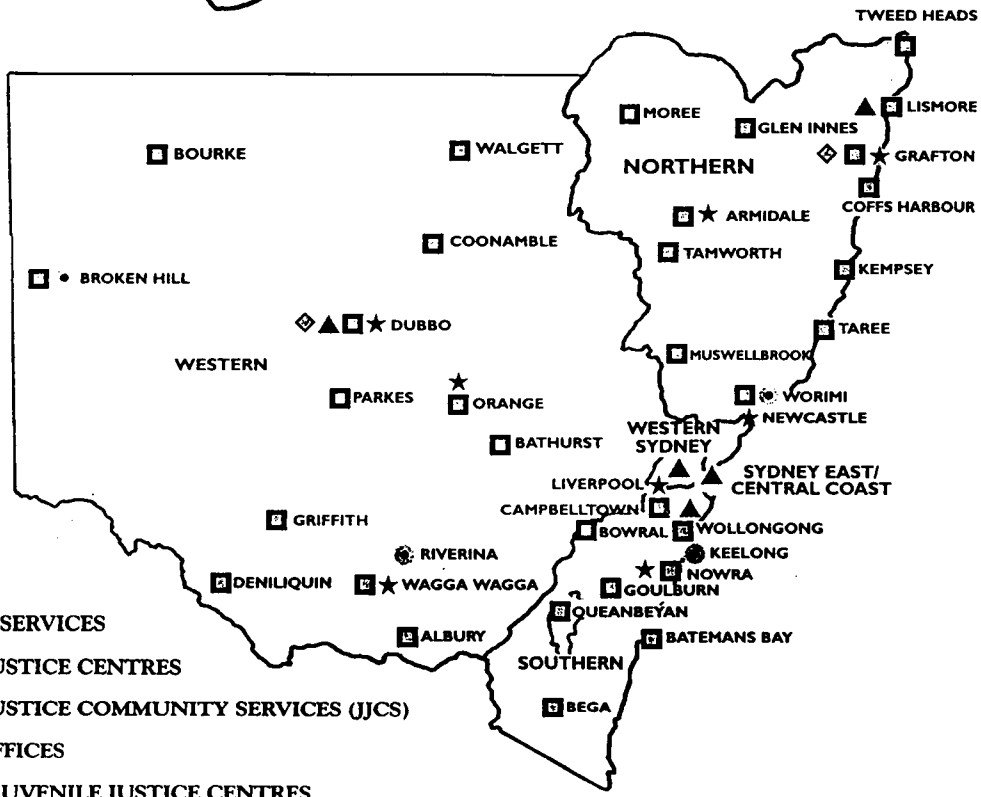 TWEED HEADS
LISMORE
MOREE
GLEN INNES
BOURKE
WALGETT
GRAFTON
NORTHERN
COFFS HARBOUR
ARMIDALE
COONAMBLE
TAMWORTH
KEMPSEY
BROKEN HILL
DUBBO
TAREE
WESTERN
MUSWELLBROOK
PARKES
ORANGE
WORIMI
NEWCASTLE
WESTERN
SYDNEY
BATHURST
SYDNEY EAST/
CENTRAL COAST
LIVERPOOL
CAMPBELLTOWN
GRIFFITH
BOWRAL
WOLLONGONG
RIVERINA
KEELONG
NOWRA
DENILIQUIN
WAGGA WAGGA
GOULBURN
QUEANBEYAN
ALBURY
BATEMANS BAY
SOUTHERN
BEGA
SERVICES
USTICE CENTRES
USTICE COMMUNITY SERVICES (JJCS)
FFICES
UVENILE JUSTICE CENTRES